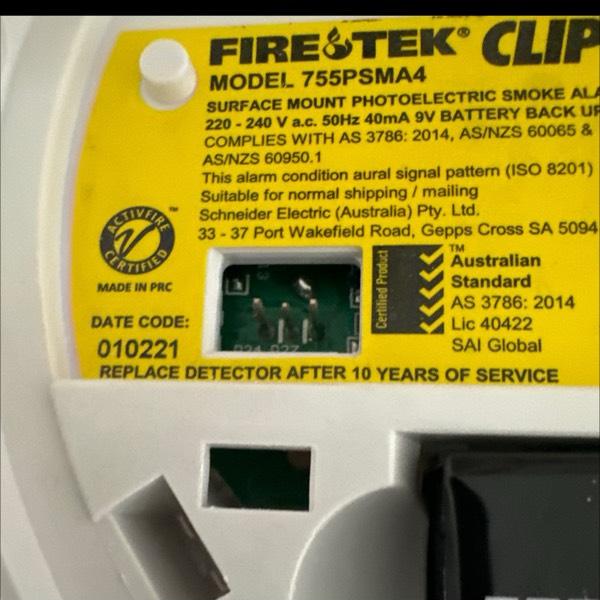 FIRETEK® CLIP
MODEL 755PSMA4
SURFACE MOUNT PHOTOELECTRIC SMOKE ALA
220 - 240 V a.c. 50Hz 40mA 9V BATTERY BACK UP
COMPLIES WITH AS 3786: 2014, AS/NZS 60065 &
AS/NZS 60950.1
This alarm condition aural signal pattern (ISO 8201)
Suitable for normal shipping / mailing
Schneider Electric (Australia) Pty. Ltd.
33 - 37 Port Wakefield Road, Gepps Cross SA 5094
ACTIVFIRE ™
CERTIFIED
MADE IN PRC
Certified Product
™
Australian
Standard
AS 3786: 2014
Lic 40422
SAI Global
DATE CODE:
010221
REPLACE DETECTOR AFTER 10 YEARS OF SERVICE